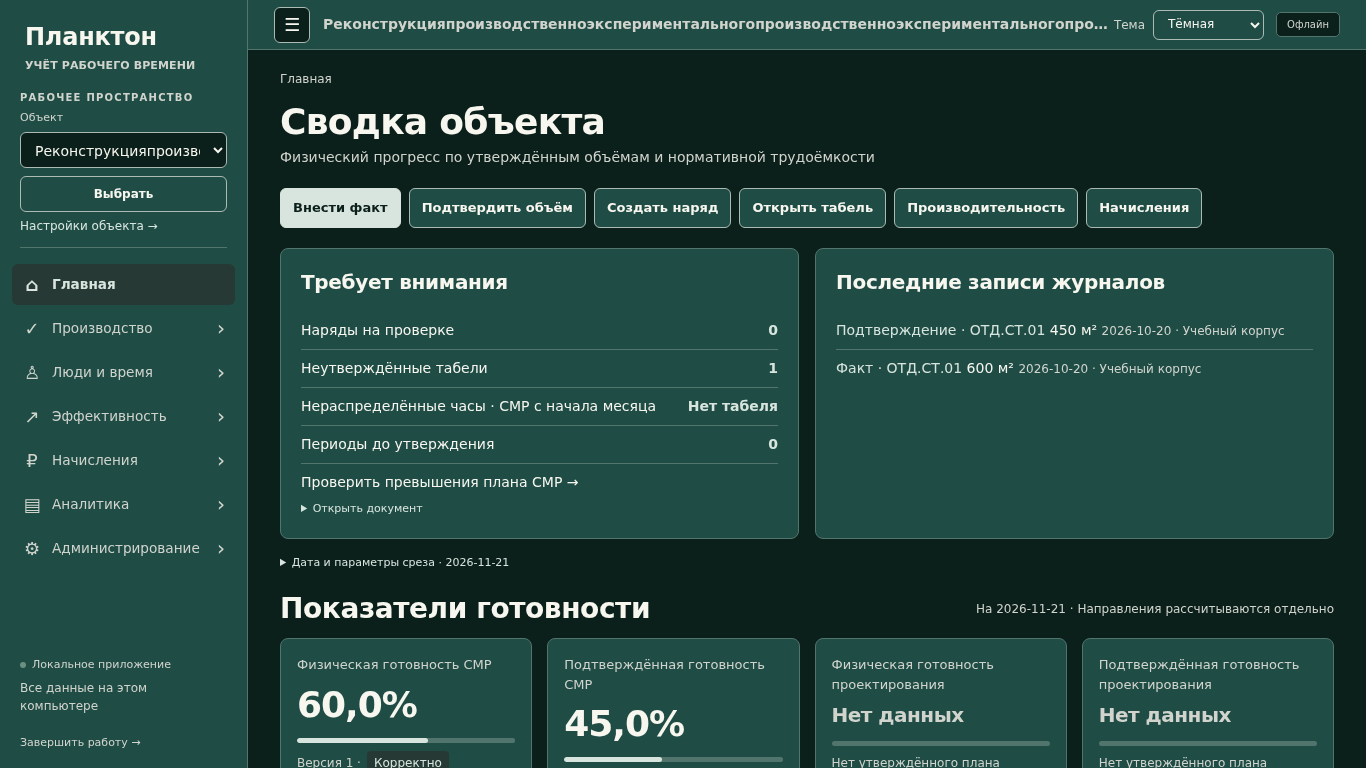 Планктон
УЧЁТ РАБОЧЕГО ВРЕМЕНИ
РАБОЧЕЕ ПРОСТРАНСТВО
Объект
Реконструкцияпроизв
Выбрать
Настройки объекта →
Главная
Производство
Люди и время
Эффективность
₽ Начисления
Аналитика
Администрирование
Локальное приложение
Все данные на этом
компьютере
Завершить работу →
Реконструкцияпроизводственноэкспериментальногопроизводственноэкспериментальногопро... Тема Тёмная Офлайн
Главная
Сводка объекта
Физический прогресс по утверждённым объёмам и нормативной трудоёмкости
Внести факт Подтвердить объём Создать наряд Открыть табель Производительность Начисления
Требует внимания
Наряды на проверке 0
Неутверждённые табели 1
Нераспределённые часы · СМР с начала месяца Нет табеля
Периоды до утверждения 0
Проверить превышения плана СМР →
Открыть документ
Последние записи журналов
Подтверждение · ОТД.СТ.01 450 м² 2026-10-20 · Учебный корпус
Факт · ОТД.СТ.01 600 м² 2026-10-20 · Учебный корпус
Дата и параметры среза · 2026-11-21
Показатели готовности
На 2026-11-21 · Направления рассчитываются отдельно
Физическая готовность СМР
60,0%
Версия 1 · Корректно
Подтверждённая готовность
СМР
45,0%
Физическая готовность
проектирования
Нет данных
Нет утверждённого плана
Подтверждённая готовность
проектирования
Нет данных
Нет утверждённого плана